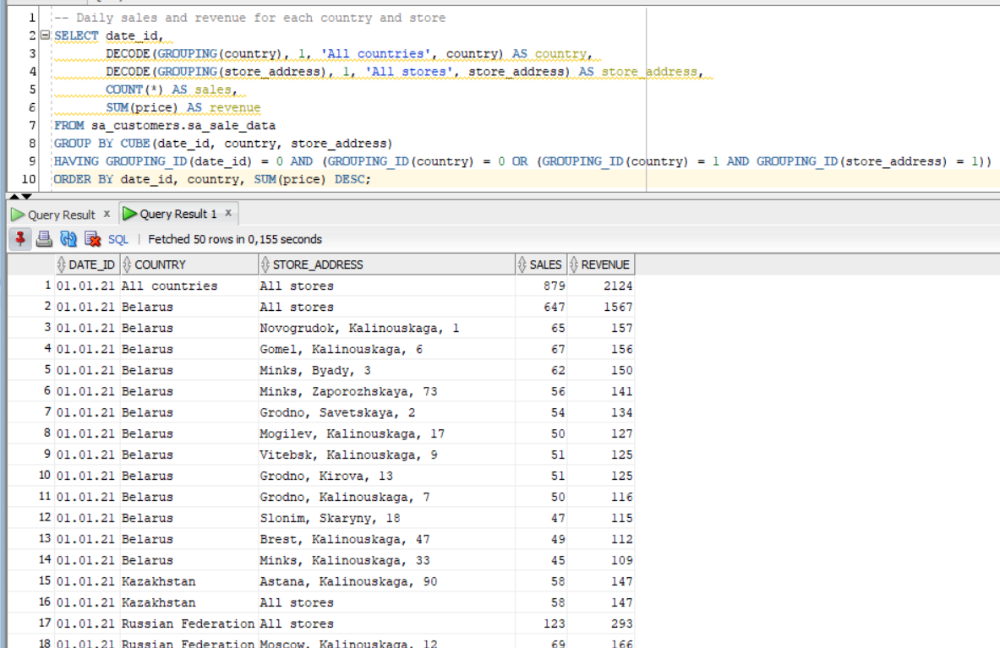 1 -- Daily sales and revenue for each country and store
2 SELECT date_id,
3 DECODE(GROUPING(country), 1, 'All countries', country) AS country,
4 DECODE(GROUPING(store_address), 1, 'All stores', store_address) AS store_address,
5 COUNT(*) AS sales,
6 SUM(price) AS revenue
7 FROM sa_customers.sa_sale_data
8 GROUP BY CUBE(date_id, country, store_address)
9 HAVING GROUPING_ID(date_id) = 0 AND (GROUPING_ID(country) = 0 OR (GROUPING_ID(country) = 1 AND GROUPING_ID(store_address) = 1))
10 ORDER BY date_id, country, SUM(price) DESC;
Query Result x Query Result 1 x
SQL | Fetched 50 rows in 0,155 seconds
DATE_ID COUNTRY STORE_ADDRESS SALES REVENUE
1 01.01.21 All countries All stores 879 2124
2 01.01.21 Belarus All stores 647 1567
3 01.01.21 Belarus Novogrudok, Kalinouskaga, 1 65 157
4 01.01.21 Belarus Gomel, Kalinouskaga, 6 67 156
5 01.01.21 Belarus Minks, Byady, 3 62 150
6 01.01.21 Belarus Minks, Zaporozhskaya, 73 56 141
7 01.01.21 Belarus Grodno, Savetskaya, 2 54 134
8 01.01.21 Belarus Mogilev, Kalinouskaga, 17 50 127
9 01.01.21 Belarus Vitebsk, Kalinouskaga, 9 51 125
10 01.01.21 Belarus Grodno, Kirova, 13 51 125
11 01.01.21 Belarus Grodno, Kalinouskaga, 7 50 116
12 01.01.21 Belarus Slonim, Skaryny, 18 47 115
13 01.01.21 Belarus Brest, Kalinouskaga, 47 49 112
14 01.01.21 Belarus Minks, Kalinouskaga, 33 45 109
15 01.01.21 Kazakhstan Astana, Kalinouskaga, 90 58 147
16 01.01.21 Kazakhstan All stores 58 147
17 01.01.21 Russian Federation All stores 123 293
18 01.01.21 Russian Federation Moscow, Kalinouskaga, 12 69 166